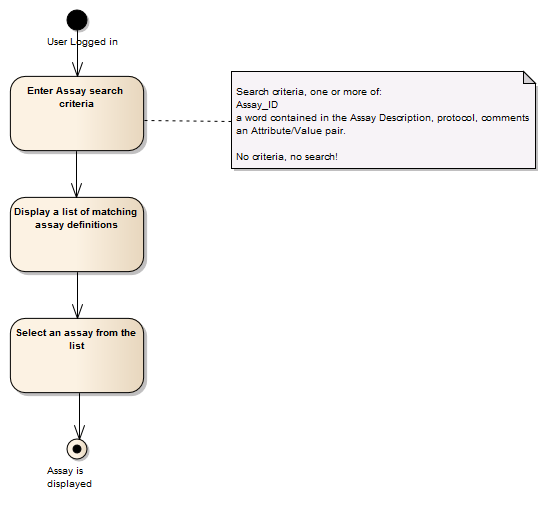 User Logged in
Enter Assay search
criteria
Search criteria, one or more of:
Assay_ID
a word contained in the Assay Description, protocol, comments
an Attribute/Value pair.
No criteria, no search!
Display a list of matching
assay definitions
Select an assay from the
list
Assay is
displayed